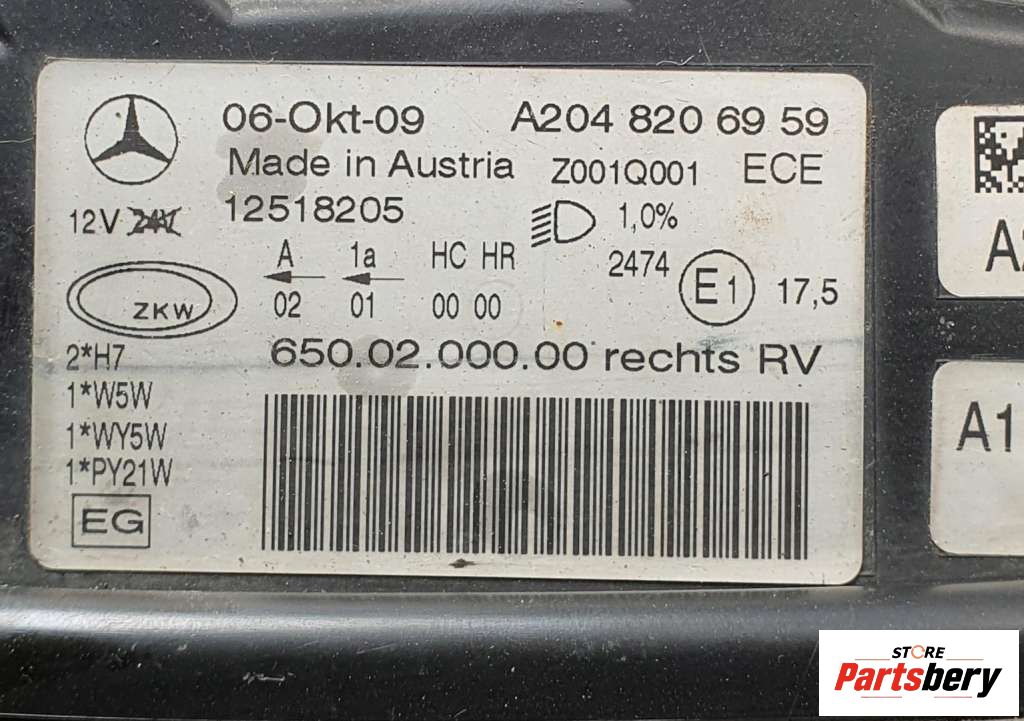 06-Okt-09 A204 820 69 59
Made in Austria Z001Q001 ECE
12V 24V 12518205 1,0%
A 1a HC HR 2474 E1 17,5
02 01 00 00
ZKW
2*H7 650.02.000.00 rechts RV
1*W5W
1*WY5W
1*PY21W
EG
A1
STORE
Partsbery